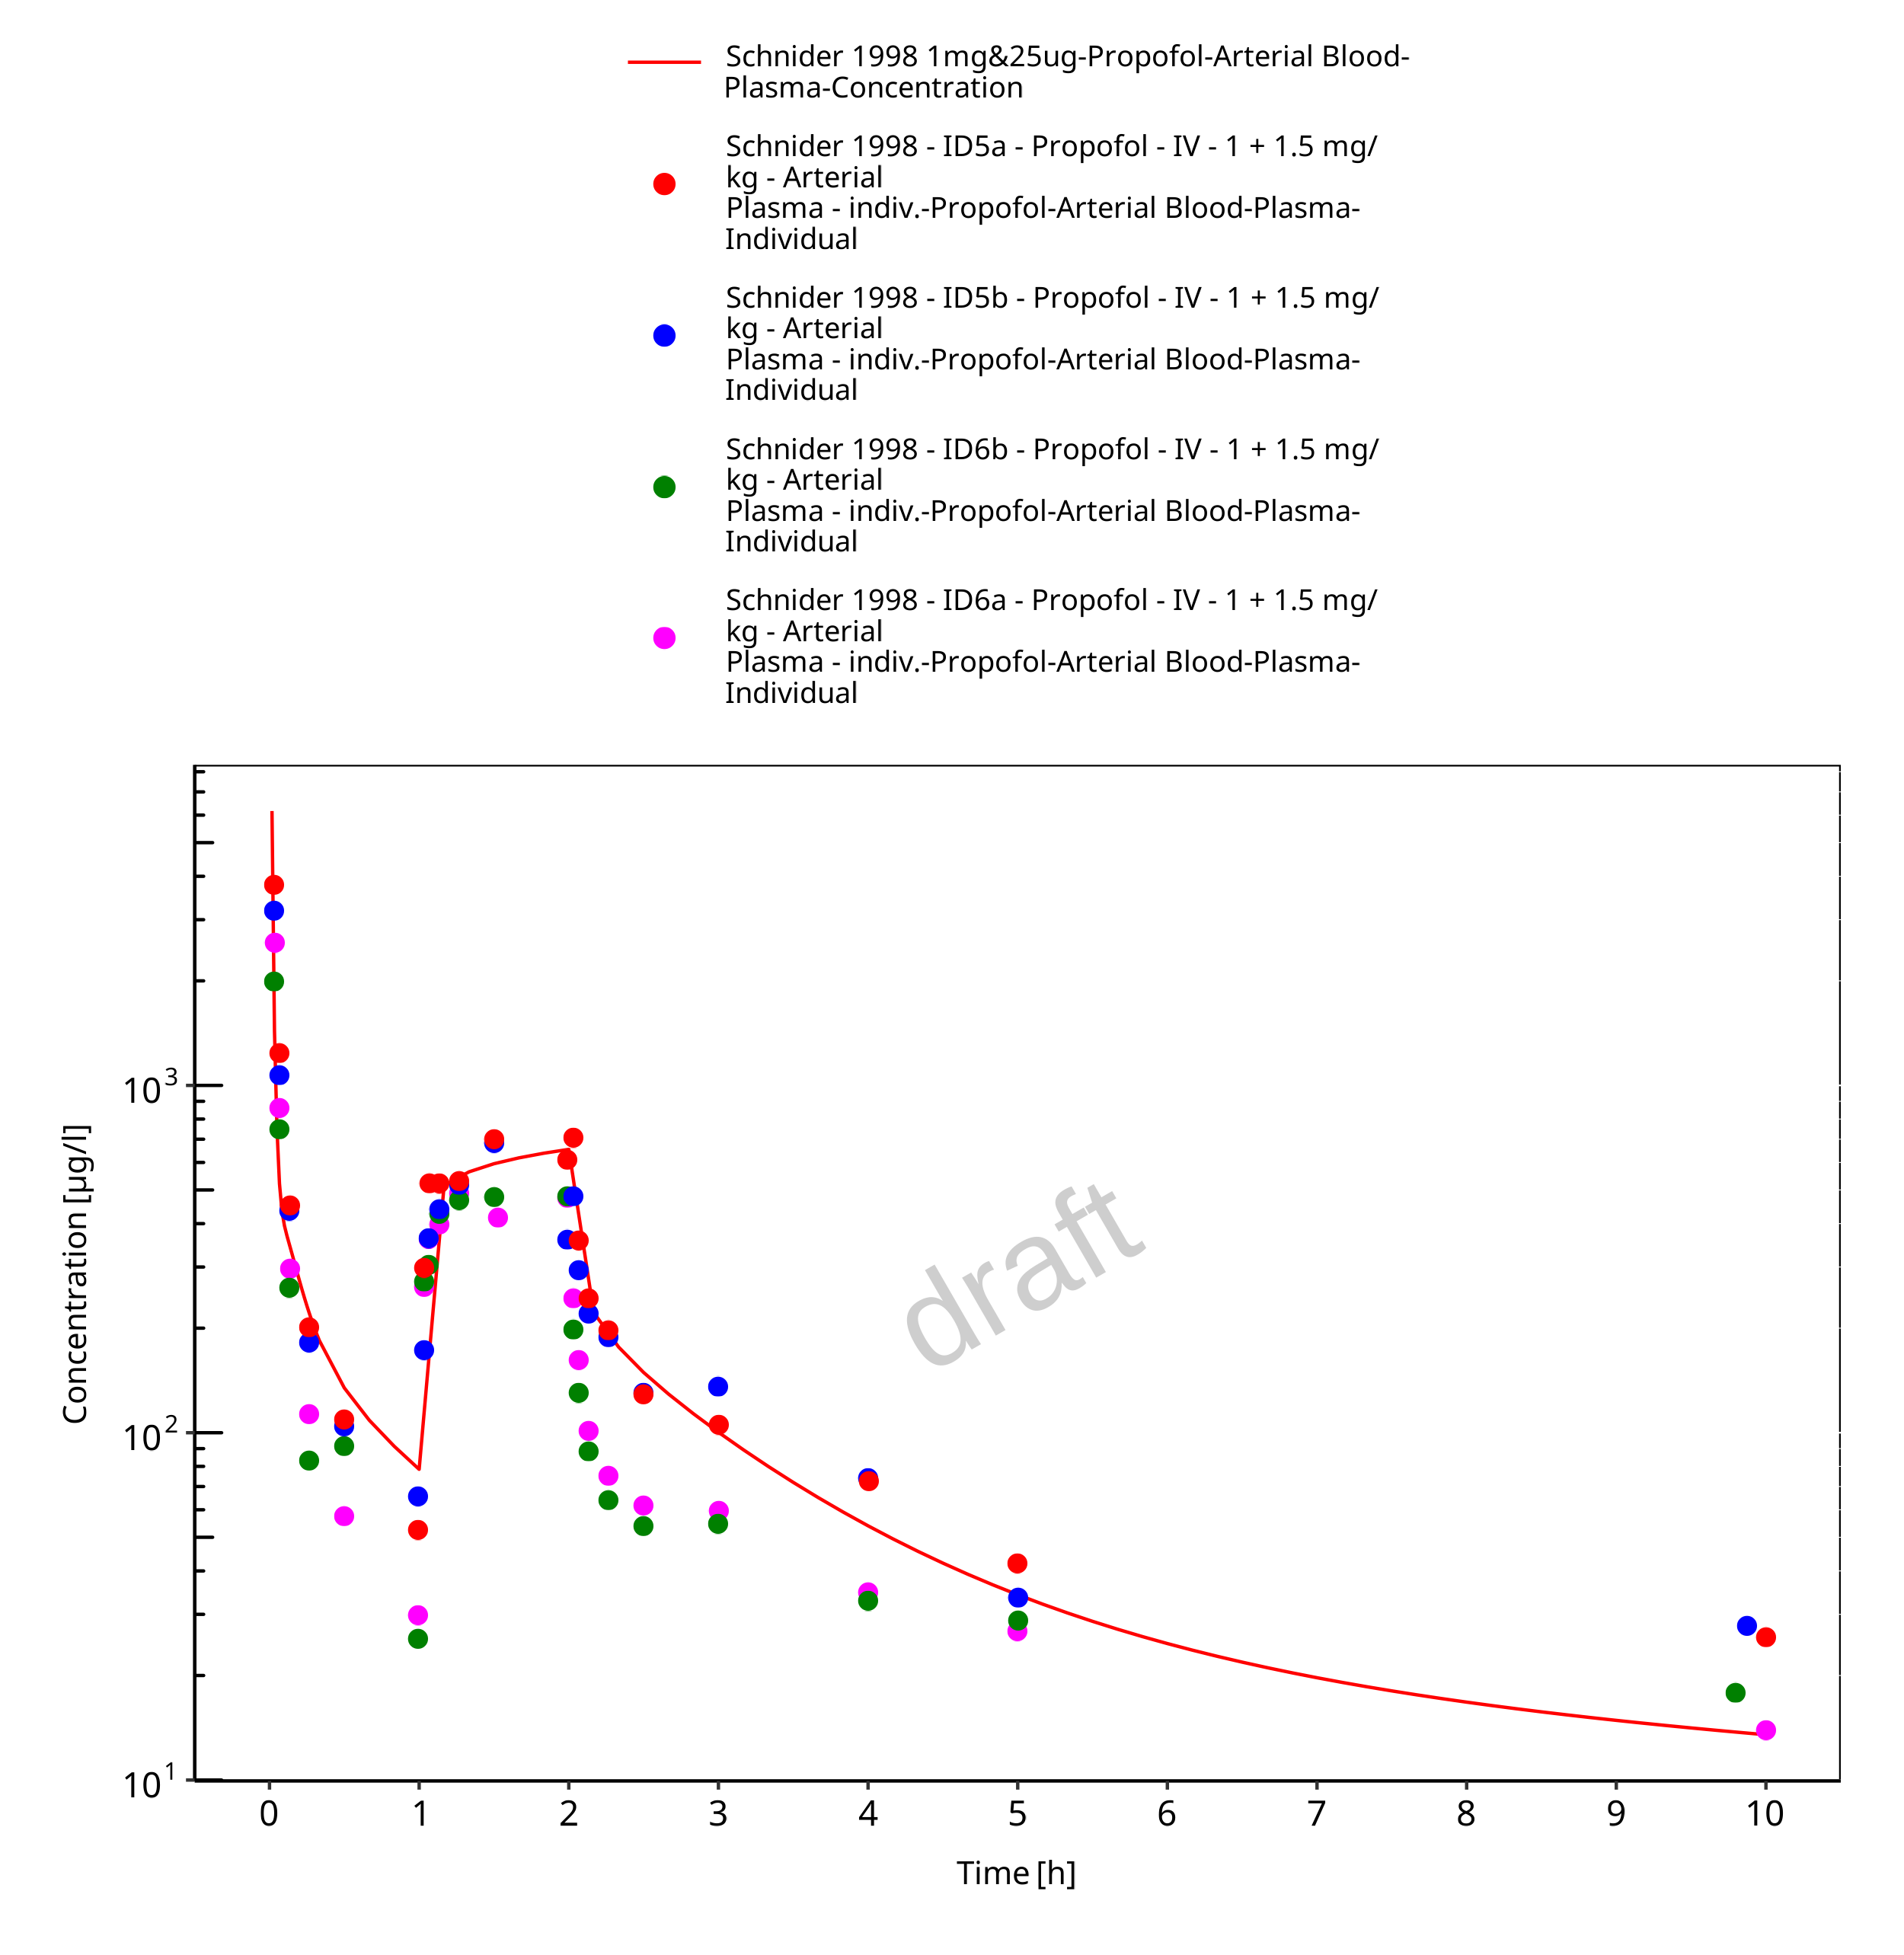 Schnider 1998 1mg&25ug-Propofol-Arterial Blood-
Plasma-Concentration
Schnider 1998 - ID5a - Propofol - IV - 1 + 1.5 mg/
kg - Arterial
Plasma - indiv.-Propofol-Arterial Blood-Plasma-
Individual
Schnider 1998 - ID5b - Propofol - IV - 1 + 1.5 mg/
kg - Arterial
Plasma - indiv.-Propofol-Arterial Blood-Plasma-
Individual
Schnider 1998 - ID6b - Propofol - IV - 1 + 1.5 mg/
kg - Arterial
Plasma - indiv.-Propofol-Arterial Blood-Plasma-
Individual
Schnider 1998 - ID6a - Propofol - IV - 1 + 1.5 mg/
kg - Arterial
Plasma - indiv.-Propofol-Arterial Blood-Plasma-
Individual
10³
10²
10¹
Concentration [µg/l]
draft
0 1 2 3 4 5 6 7 8 9 10
Time [h]